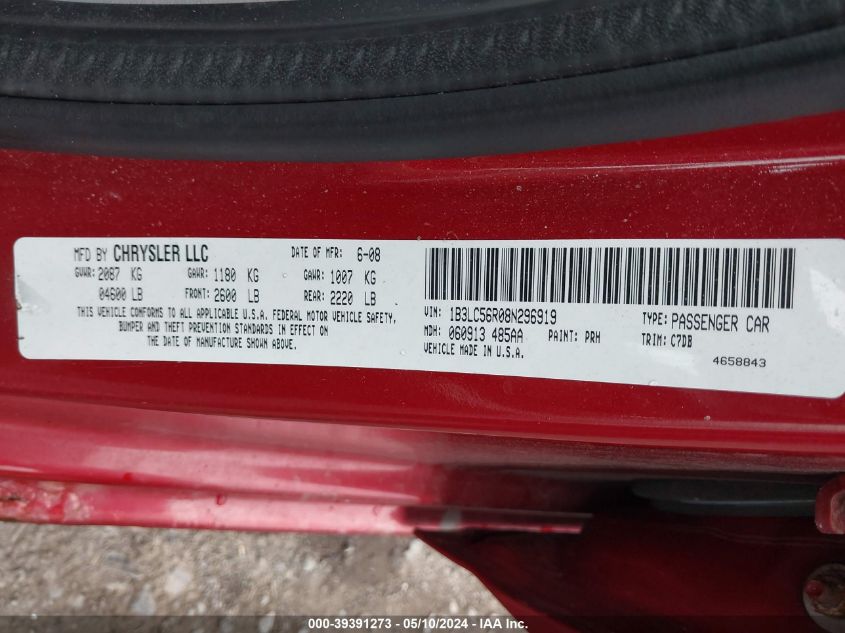 MFD BY CHRYSLER LLC DATE OF MFR: 6-08
GVWR: 2087 KG GAWR: 1180 KG GAWR: 1007 KG
04600 LB FRONT: 2600 LB REAR: 2220 LB
THIS VEHICLE CONFORMS TO ALL APPLICABLE U.S.A. FEDERAL MOTOR VEHICLE SAFETY,
BUMPER AND THEFT PREVENTION STANDARDS IN EFFECT ON
THE DATE OF MANUFACTURE SHOWN ABOVE.
VIN: 1B3LC56R08N296919 TYPE: PASSENGER CAR
MDH: 060913 485AA PAINT: PRH TRIM: C7DB
VEHICLE MADE IN U.S.A. 4658843
000-39391273 - 05/10/2024 - IAA Inc.